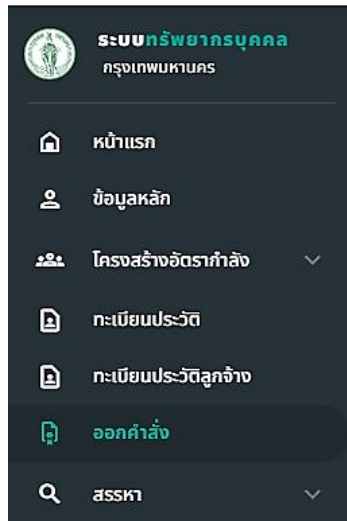 ระบบทรัพยากรบุคคล
กรุงเทพมหานคร
หน้าแรก
ข้อมูลหลัก
โครงสร้างอัตรากำลัง
ทะเบียนประวัติ
ทะเบียนประวัติลูกจ้าง
ออกคำสั่ง
สรรหา